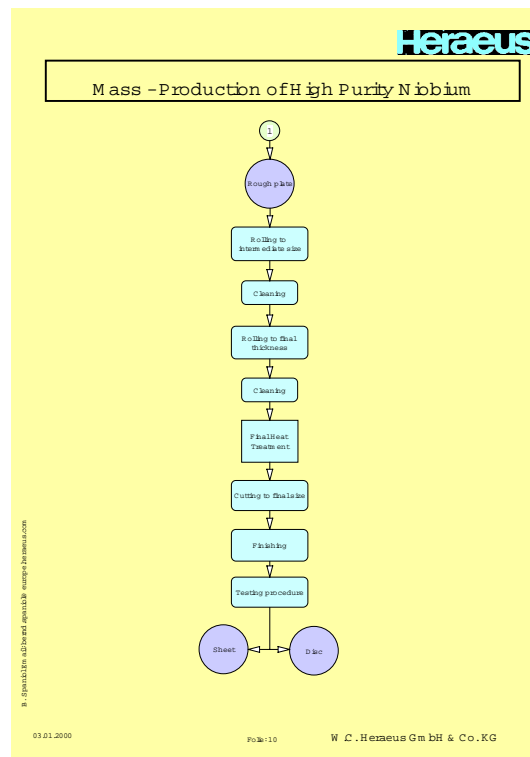 Heraeus
Mass-Production of High Purity Niobium
1
Rough plate
Rolling to
intermediate size
Cleaning
Rolling to final
thickness
Cleaning
Final Heat
Treatment
Cutting to final size
Finishing
Testing procedure
Sheet
Disc
03.01.2000
Folie: 10
W.C. Heraeus GmbH & Co. KG